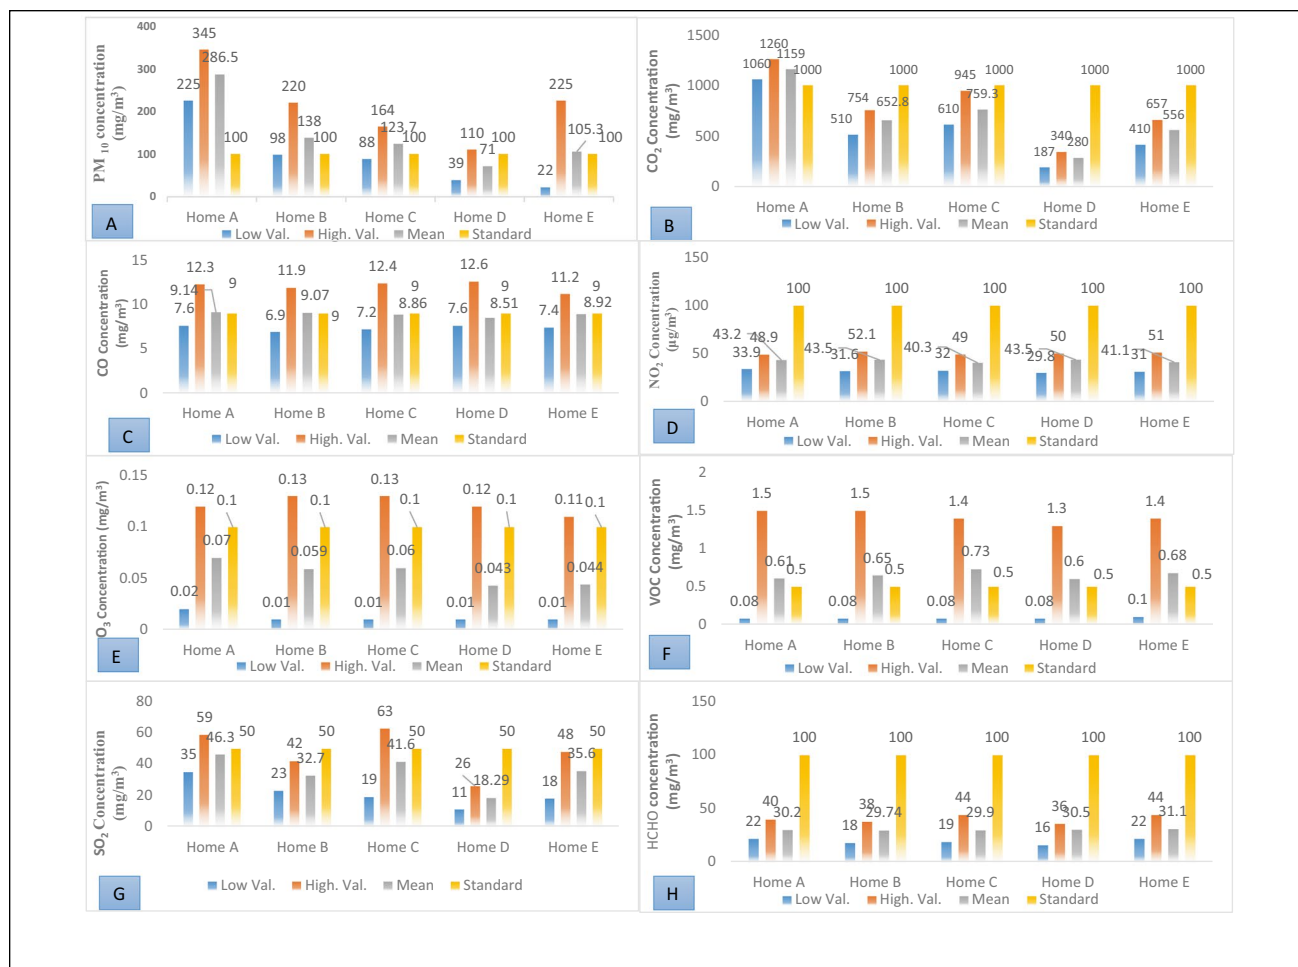 PM 10 concentration (mg/m³)
400
300
200
100
0
225 345 286.5 100
98 220 138 100
88 164 123.7 100
39 110 71 100
22 225 105.3 100
Home A Home B Home C Home D Home E
Low Val. High. Val. Mean Standard
A
CO₂ Concentration (mg/m³)
1500
1000
500
0
1060 1260 1159 1000
510 754 652.8 1000
610 945 759.3 1000
187 340 280 1000
410 657 556 1000
Home A Home B Home C Home D Home E
Low Val. High. Val. Mean Standard
B
CO Concentration (mg/m³)
15
10
5
0
7.6 12.3 9.14 9
6.9 11.9 9.07 9
7.2 12.4 8.86 9
7.6 12.6 8.51 9
7.4 11.2 8.92 9
Home A Home B Home C Home D Home E
Low Val. High. Val. Mean Standard
C
NO₂ Concentration (µg/m³)
150
100
50
0
33.9 48.9 43.2 100
31.6 52.1 43.5 100
32 49 40.3 100
29.8 50 43.5 100
31 51 41.1 100
Home A Home B Home C Home D Home E
Low Val. High. Val. Mean Standard
D
O₃ Concentration (mg/m³)
0.15
0.1
0.05
0
0.02 0.12 0.07 0.1
0.01 0.13 0.059 0.1
0.01 0.13 0.06 0.1
0.01 0.12 0.043 0.1
0.01 0.11 0.044 0.1
Home A Home B Home C Home D Home E
Low Val. High. Val. Mean Standard
E
VOC Concentration (mg/m³)
2
1.5
1
0.5
0
0.08 1.5 0.61 0.5
0.08 1.5 0.65 0.5
0.08 1.4 0.73 0.5
0.08 1.3 0.6 0.5
0.1 1.4 0.68 0.5
Home A Home B Home C Home D Home E
Low Val. High. Val. Mean Standard
F
SO₂ Concentration (mg/m³)
80
60
40
20
0
35 59 46.3 50
23 42 32.7 50
19 63 41.6 50
11 26 18.29 50
18 48 35.6 50
Home A Home B Home C Home D Home E
Low Val. High. Val. Mean Standard
G
HCHO concentration (mg/m³)
150
100
50
0
22 40 30.2 100
18 38 29.74 100
19 44 29.9 100
16 36 30.5 100
22 44 31.1 100
Home A Home B Home C Home D Home E
Low Val. High. Val. Mean Standard
H